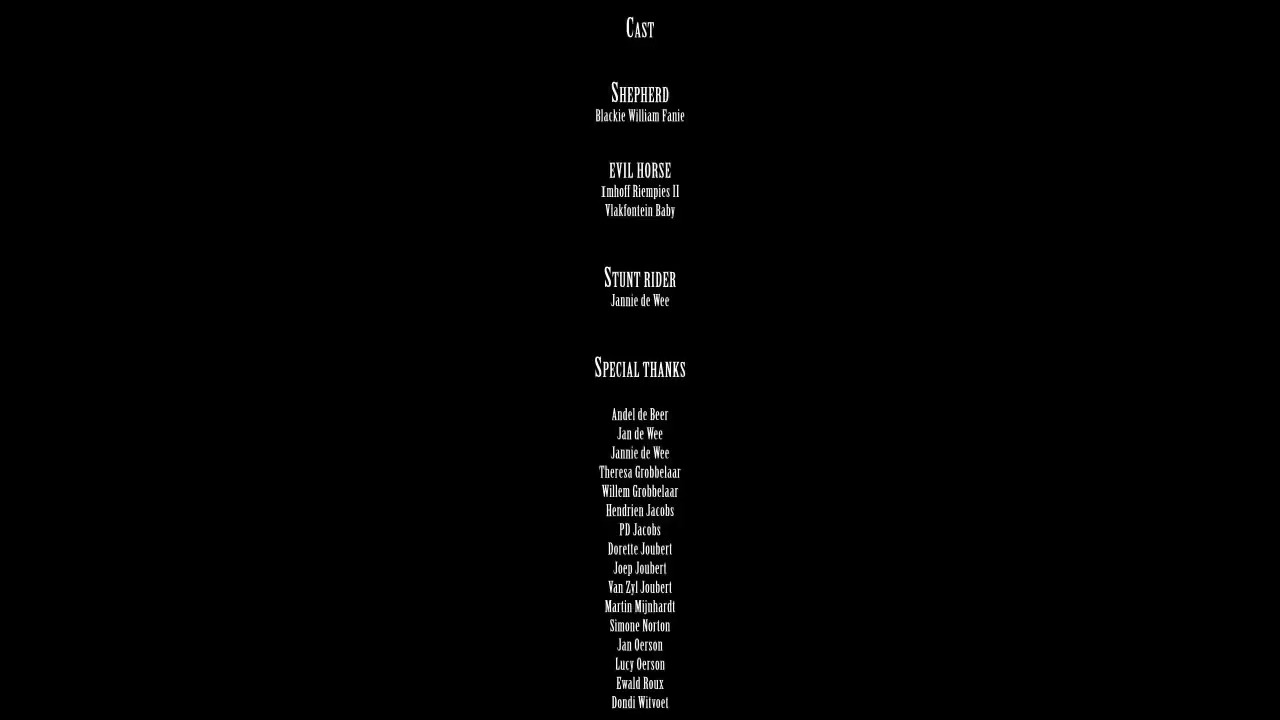 Cast
Shepherd
Blackie William Fanie
EVIL HORSE
Imhoff Riempies II
Vlakfontein Baby
Stunt rider
Jannie de Wee
Special thanks
Andel de Beer
Jan de Wee
Jannie de Wee
Theresa Grobbelaar
Willem Grobbelaar
Hendrien Jacobs
PD Jacobs
Dorette Joubert
Joep Joubert
Van Zyl Joubert
Martin Mijnhardt
Simone Norton
Jan Oerson
Lucy Oerson
Ewald Roux
Dondi Witvoet